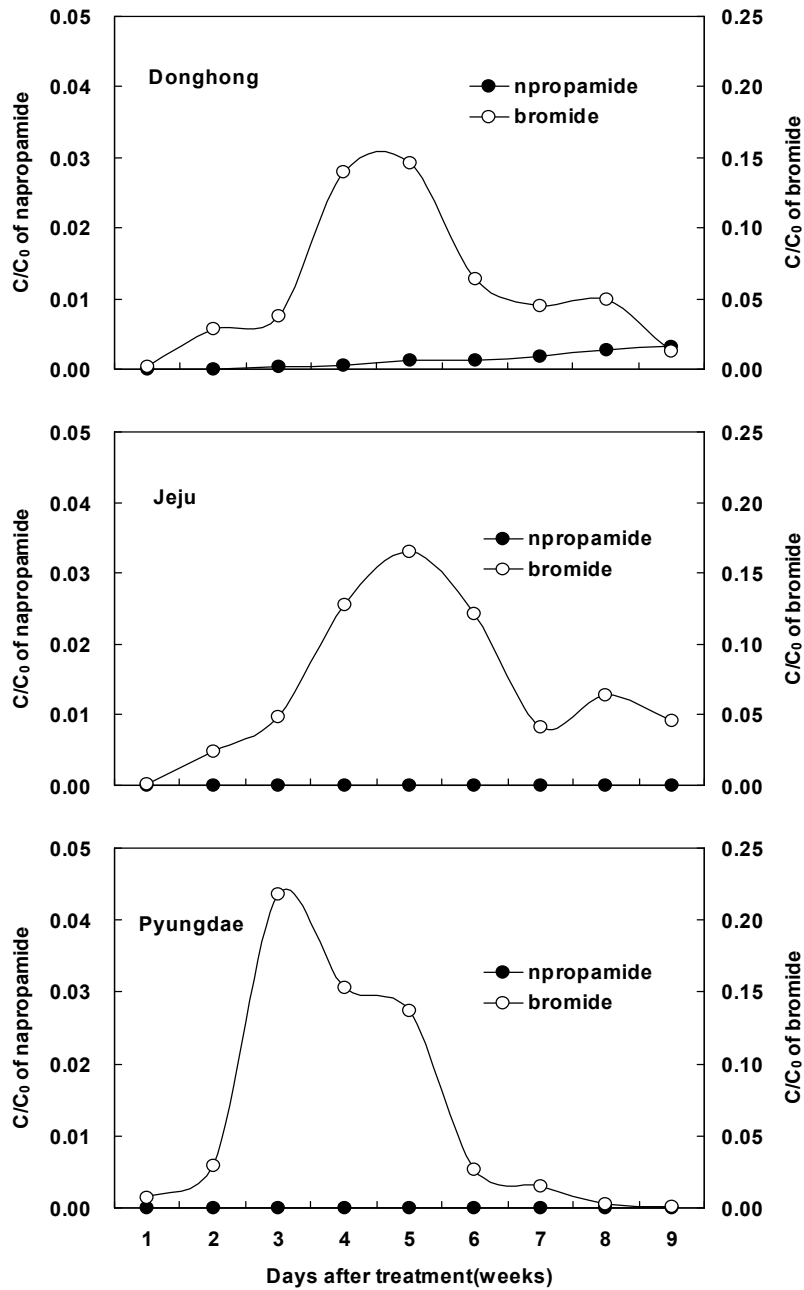 0.05
0.04
0.03
0.02
0.01
0.00
C/C0 of napropamide
Donghong
npropamide
bromide
0.25
0.20
0.15
0.10
0.05
0.00
C/C0 of bromide
0.05
0.04
0.03
0.02
0.01
0.00
C/C0 of napropamide
Jeju
npropamide
bromide
0.25
0.20
0.15
0.10
0.05
0.00
C/C0 of bromide
0.05
0.04
0.03
0.02
0.01
0.00
C/C0 of napropamide
Pyungdae
npropamide
bromide
0.25
0.20
0.15
0.10
0.05
0.00
C/C0 of bromide
1 2 3 4 5 6 7 8 9
Days after treatment(weeks)